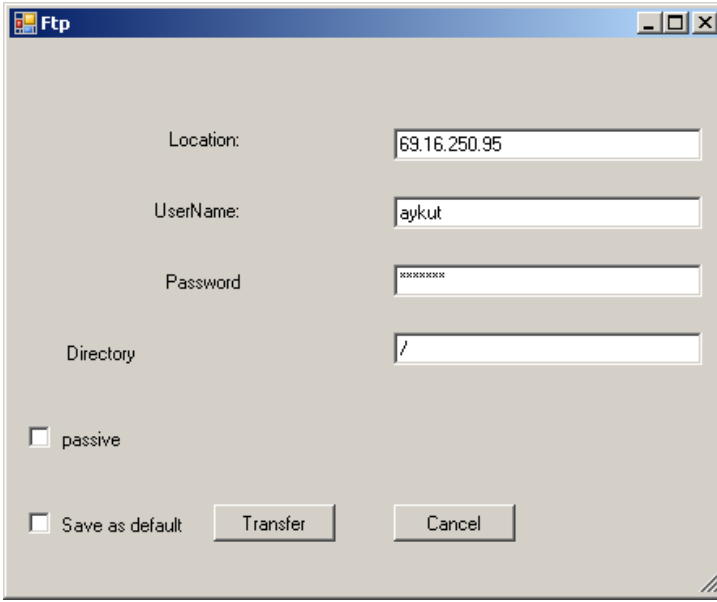 Ftp
Location: 69.16.250.95
UserName: aykut
Password *******
Directory /
passive
Save as default Transfer Cancel